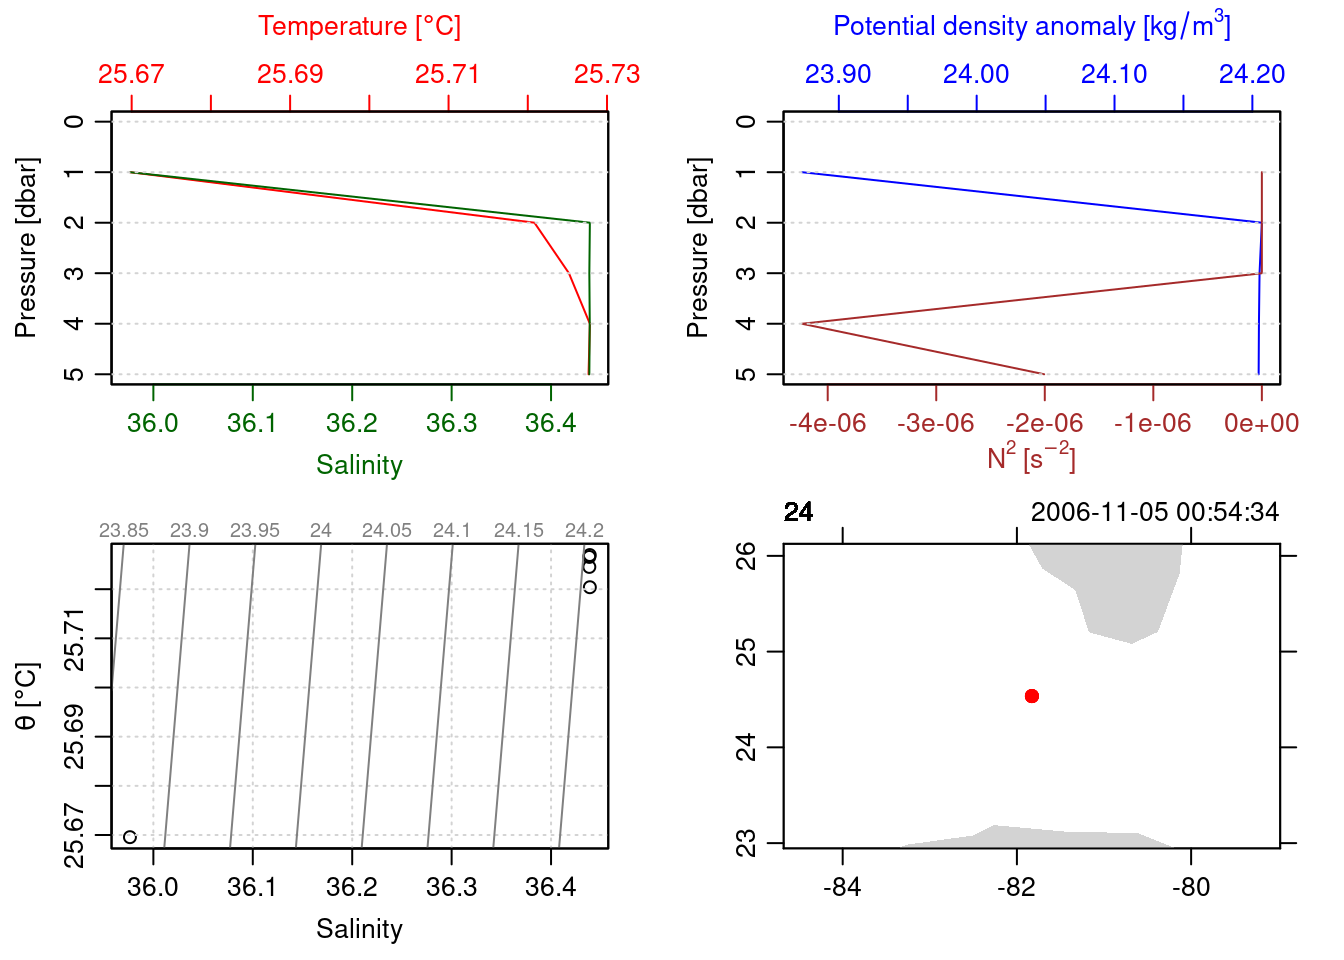 Temperature [°C]
25.67 25.69 25.71 25.73
Pressure [dbar]
0 1 2 3 4 5
36.0 36.1 36.2 36.3 36.4
Salinity
Potential density anomaly [kg/m³]
23.90 24.00 24.10 24.20
Pressure [dbar]
0 1 2 3 4 5
-4e-06 -3e-06 -2e-06 -1e-06 0e+00
N² [s⁻²]
23.85 23.9 23.95 24 24.05 24.1 24.15 24.2
θ [°C]
25.67 25.69 25.71
36.0 36.1 36.2 36.3 36.4
Salinity
24 2006-11-05 00:54:34
26 25 24 23
-84 -82 -80